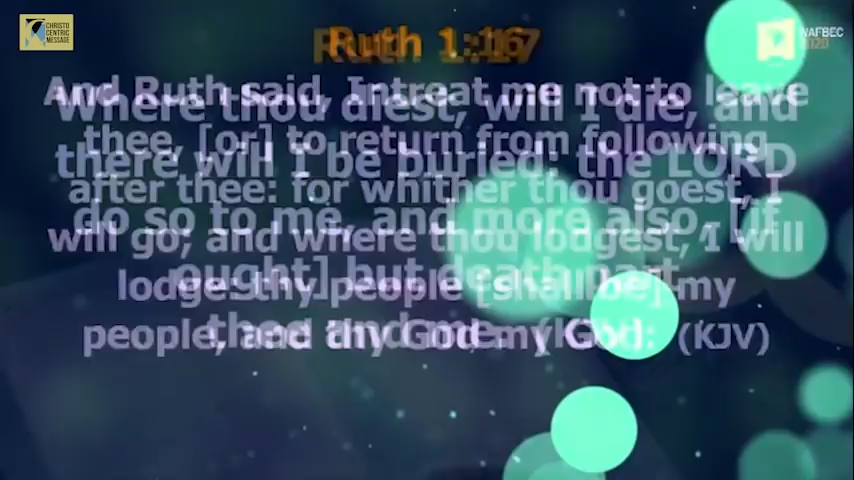 CHRISTO
CENTRIC
MESSAGE
WAFBEC
2020
Ruth 1:16
And Ruth said, Intreat me not to leave
thee, [or] to return from following
after thee: for whither thou goest, I
will go; and where thou lodgest, I will
lodge: thy people [shall be] my
people, and thy God my God: (KJV)
Ruth 1:17
Where thou diest, will I die, and
there will I be buried: the LORD
do so to me, and more also, [if
ought] but death part
thee and me. (KJV)